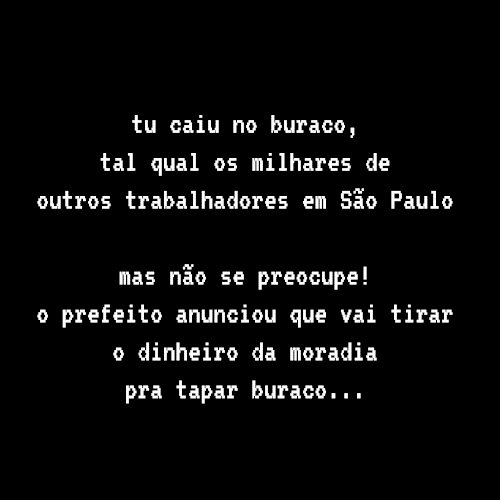 tu caiu no buraco,
tal qual os milhares de
outros trabalhadores em São Paulo
mas não se preocupe!
o prefeito anunciou que vai tirar
o dinheiro da moradia
pra tapar buraco...